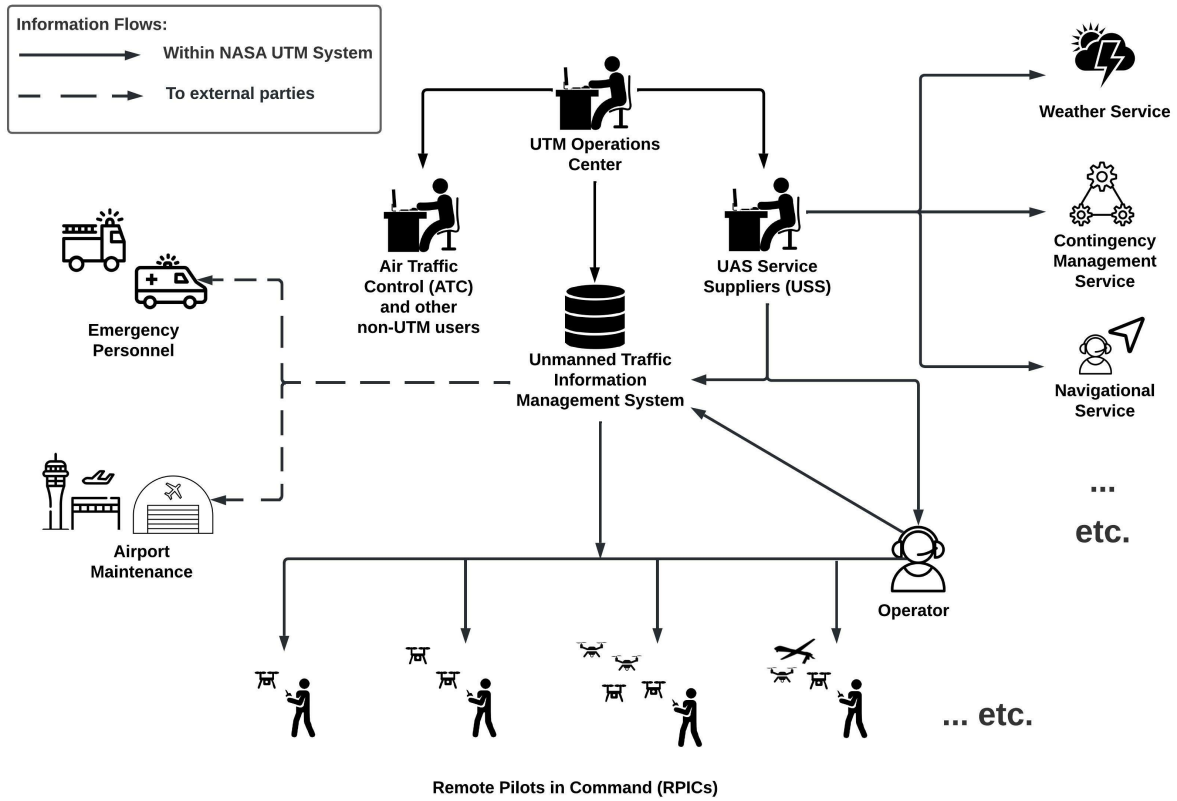 Information Flows:
Within NASA UTM System
To external parties
UTM Operations
Center
Weather Service
Air Traffic
Control (ATC)
and other
non-UTM users
UAS Service
Suppliers (USS)
Contingency
Management
Service
Emergency
Personnel
Unmanned Traffic
Information
Management System
Navigational
Service
...
etc.
Airport
Maintenance
Operator
... etc.
Remote Pilots in Command (RPICs)